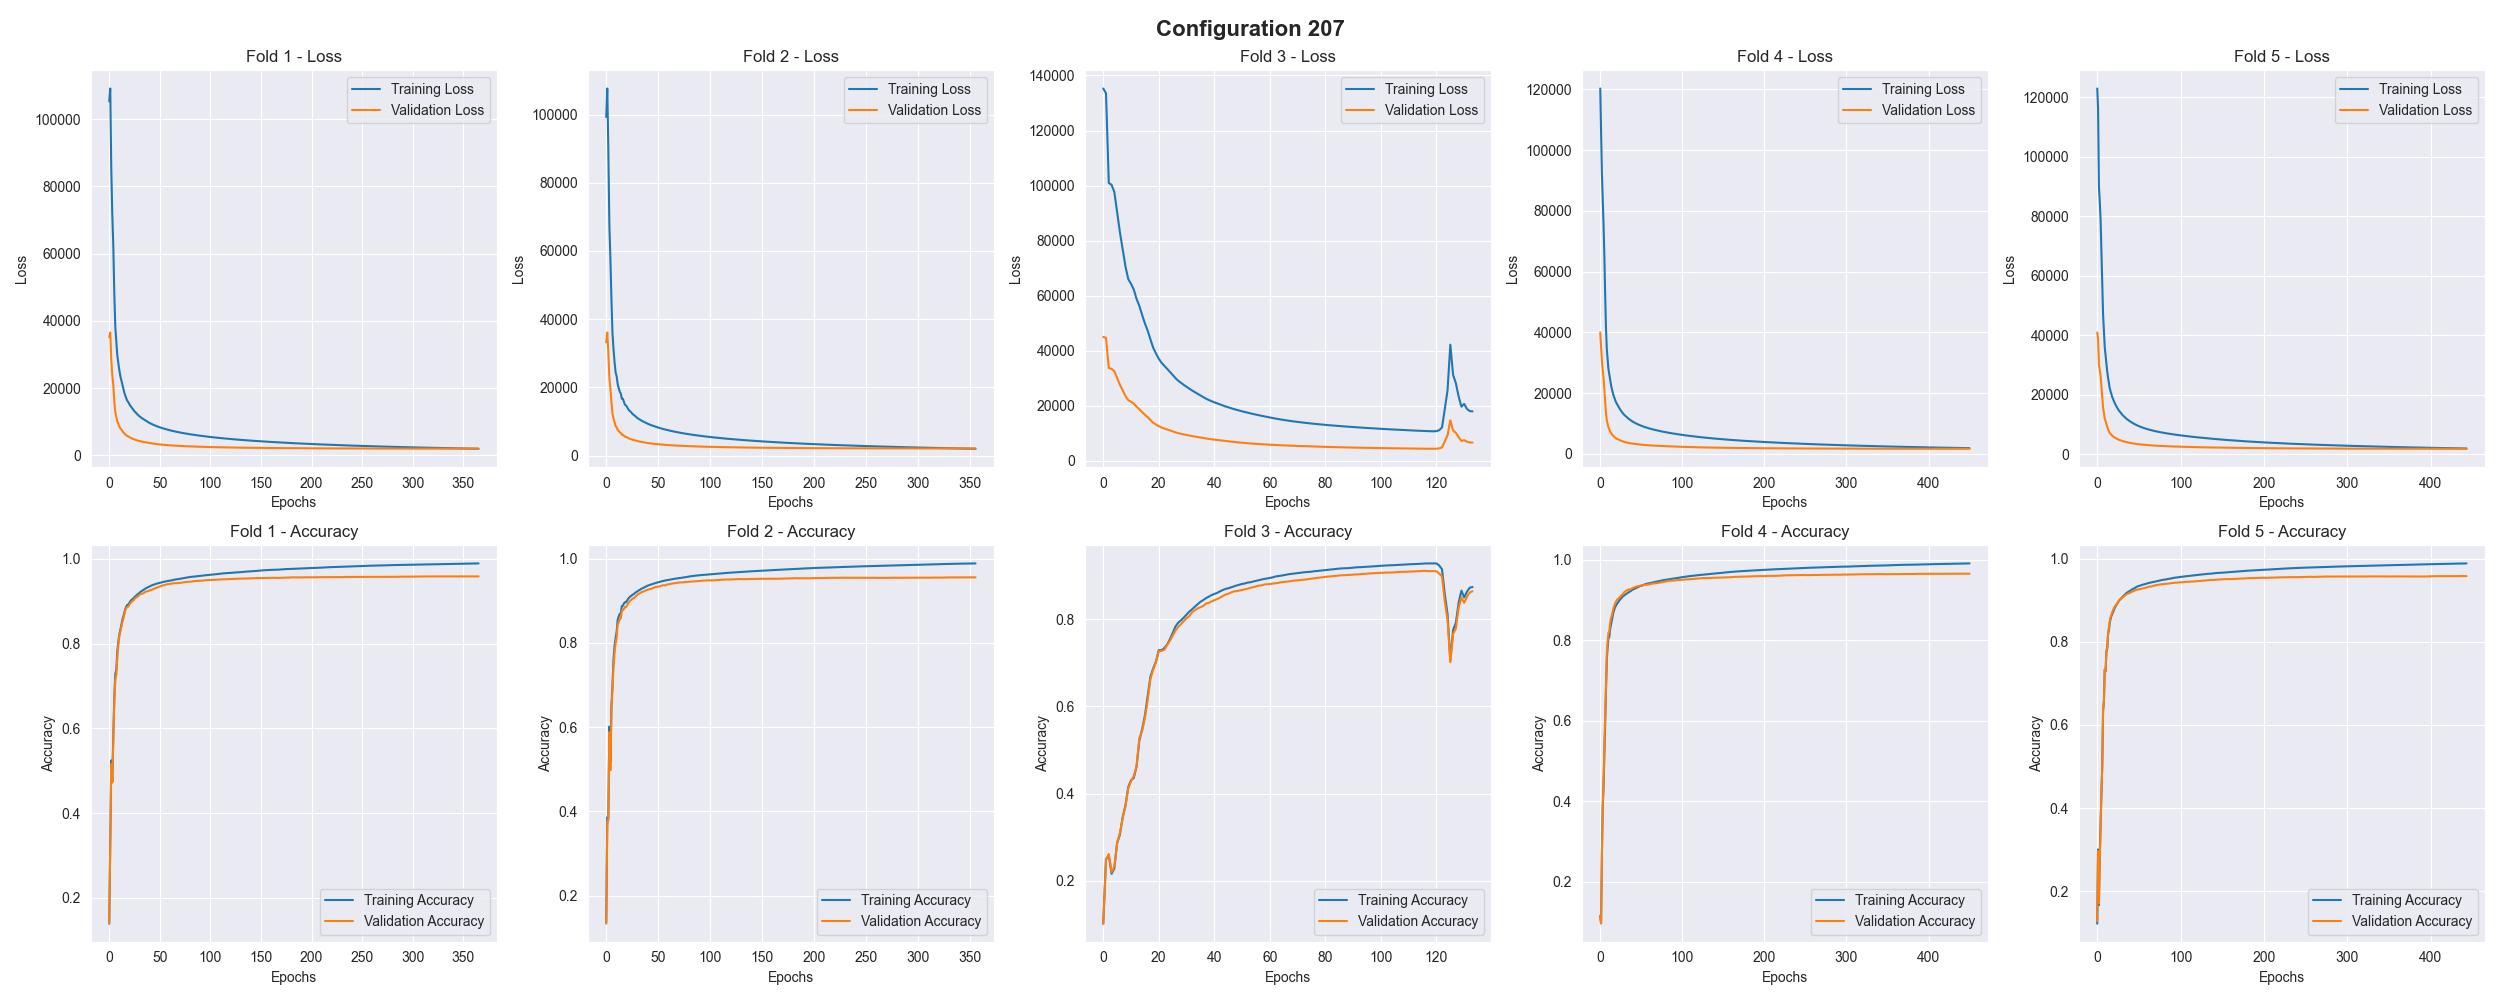 Configuration 207
Fold 1 - Loss
Training Loss
Validation Loss
100000
80000
60000
40000
20000
0
Loss
0 50 100 150 200 250 300 350
Epochs
Fold 2 - Loss
Training Loss
Validation Loss
100000
80000
60000
40000
20000
0
Loss
0 50 100 150 200 250 300 350
Epochs
Fold 3 - Loss
Training Loss
Validation Loss
140000
120000
100000
80000
60000
40000
20000
0
Loss
0 20 40 60 80 100 120
Epochs
Fold 4 - Loss
Training Loss
Validation Loss
120000
100000
80000
60000
40000
20000
0
Loss
0 100 200 300 400
Epochs
Fold 5 - Loss
Training Loss
Validation Loss
120000
100000
80000
60000
40000
20000
0
Loss
0 100 200 300 400
Epochs
Fold 1 - Accuracy
1.0
0.8
0.6
0.4
0.2
Accuracy
Training Accuracy
Validation Accuracy
0 50 100 150 200 250 300 350
Epochs
Fold 2 - Accuracy
1.0
0.8
0.6
0.4
0.2
Accuracy
Training Accuracy
Validation Accuracy
0 50 100 150 200 250 300 350
Epochs
Fold 3 - Accuracy
0.8
0.6
0.4
0.2
Accuracy
Training Accuracy
Validation Accuracy
0 20 40 60 80 100 120
Epochs
Fold 4 - Accuracy
1.0
0.8
0.6
0.4
0.2
Accuracy
Training Accuracy
Validation Accuracy
0 100 200 300 400
Epochs
Fold 5 - Accuracy
1.0
0.8
0.6
0.4
0.2
Accuracy
Training Accuracy
Validation Accuracy
0 100 200 300 400
Epochs